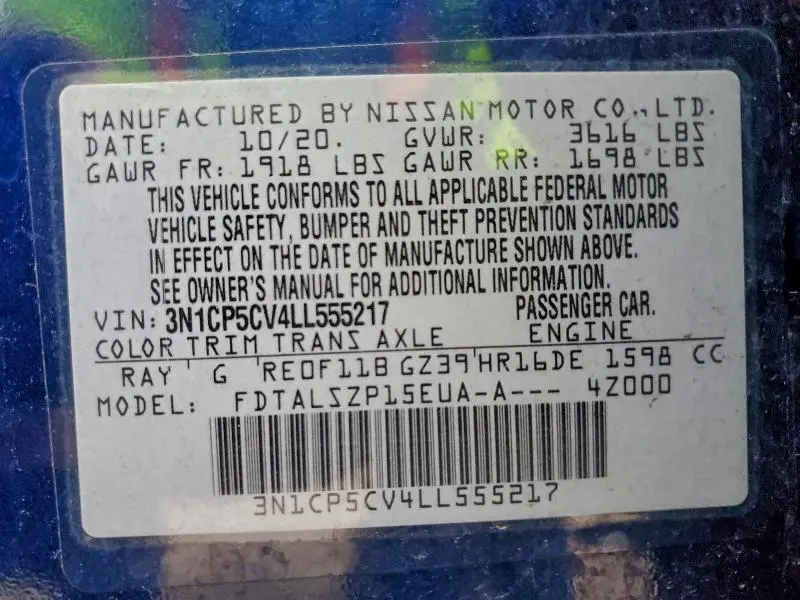 MANUFACTURED BY NISSAN MOTOR CO., LTD.
DATE: 10/20. GVWR: 3616 LBS
GAWR FR: 1918 LBS GAWR RR: 1698 LBS
THIS VEHICLE CONFORMS TO ALL APPLICABLE FEDERAL MOTOR
VEHICLE SAFETY, BUMPER AND THEFT PREVENTION STANDARDS
IN EFFECT ON THE DATE OF MANUFACTURE SHOWN ABOVE.
SEE OWNER'S MANUAL FOR ADDITIONAL INFORMATION.
VIN: 3N1CP5CV4LL555217 PASSENGER CAR.
COLOR TRIM TRANS AXLE ENGINE
RAY G RE0F11B GZ39 HR16DE 1598 CC
MODEL: FDTALSZP15EUA-A--- 4Z000
3N1CP5CV4LL555217